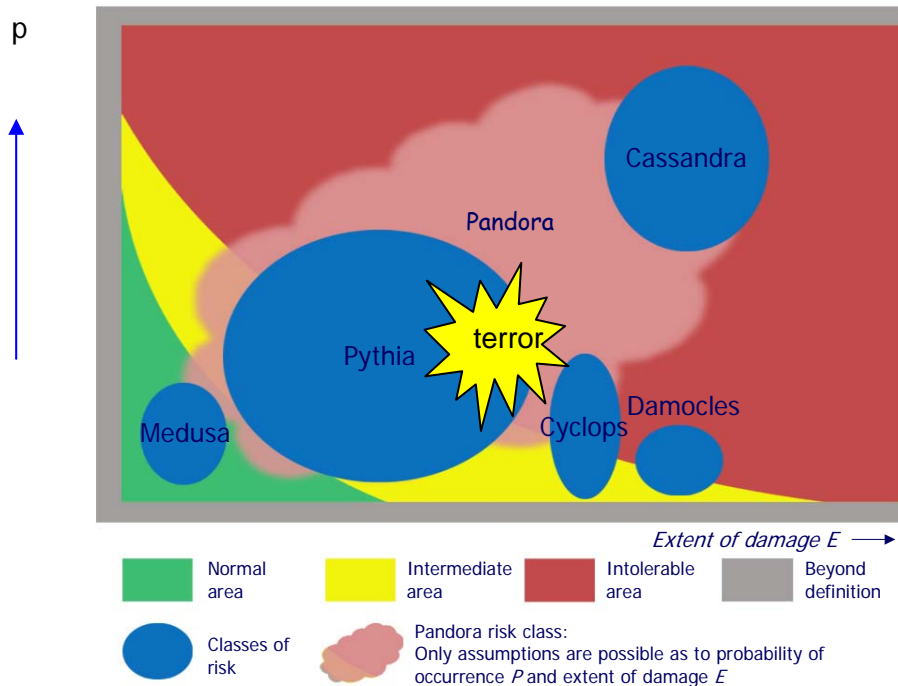 p
Cassandra
Pandora
terror
Pythia
Damocles
Medusa
Cyclops
Extent of damage E
Normal
area
Intermediate
area
Intolerable
area
Beyond
definition
Classes of
risk
Pandora risk class:
Only assumptions are possible as to probability of
occurrence P and extent of damage E